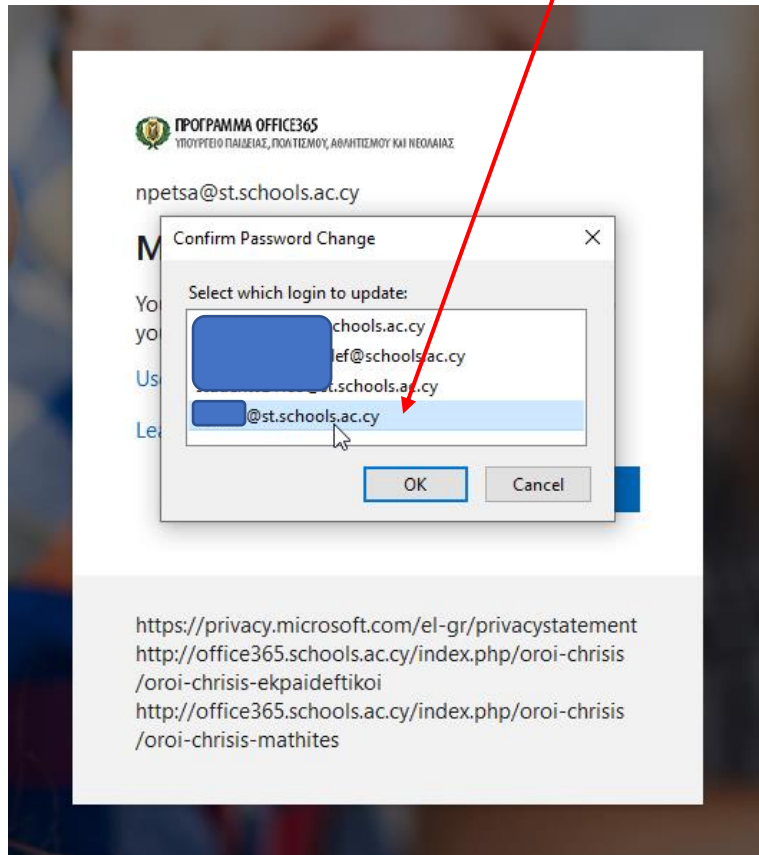 ΠΡΟΓΡΑΜΜΑ OFFICE365
ΥΠΟΥΡΓΕΙΟ ΠΑΙΔΕΙΑΣ, ΠΟΛΙΤΙΣΜΟΥ, ΑΘΛΗΤΙΣΜΟΥ ΚΑΙ ΝΕΟΛΑΙΑΣ
npetsa@st.schools.ac.cy
Confirm Password Change
Select which login to update:
chools.ac.cy
lef@schools.ac.cy
t.schools.ac.cy
@st.schools.ac.cy
OK Cancel
https://privacy.microsoft.com/el-gr/privacystatement
http://office365.schools.ac.cy/index.php/oroi-chrisis
/oroi-chrisis-ekpaideftikoi
http://office365.schools.ac.cy/index.php/oroi-chrisis
/oroi-chrisis-mathites